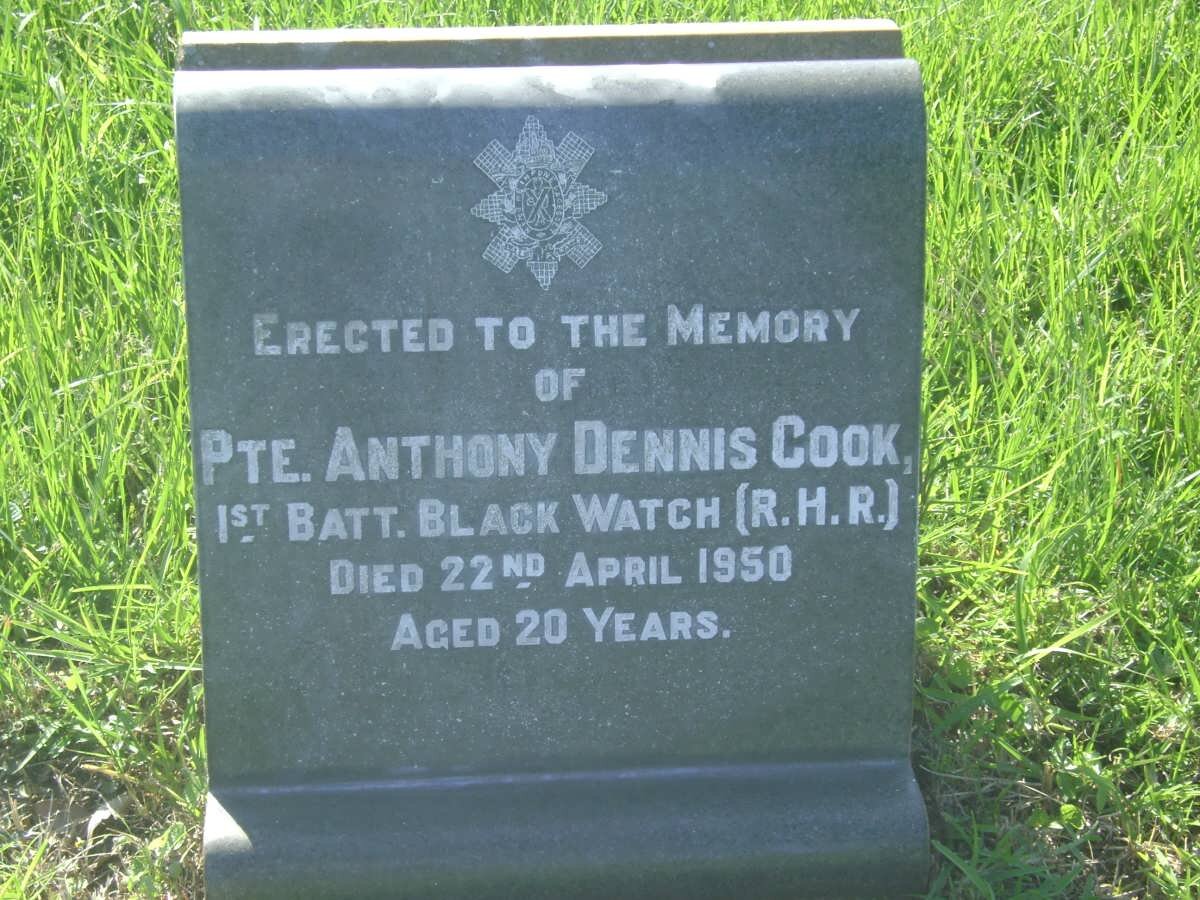 ERECTED TO THE MEMORY
OF
PTE. ANTHONY DENNIS COOK,
1ST BATT. BLACK WATCH (R.H.R.)
DIED 22ND APRIL 1950
AGED 20 YEARS.